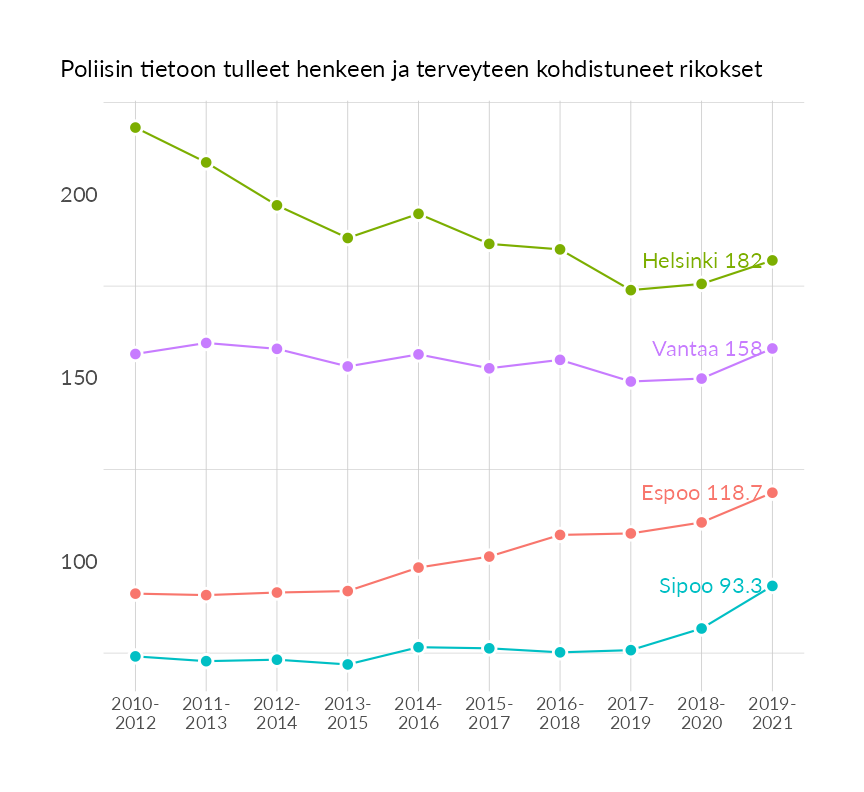 Poliisin tietoon tulleet henkeen ja terveyteen kohdistuneet rikokset
200
150
100
Helsinki 182
Vantaa 158
Espoo 118.7
Sipoo 93.3
2010- 2011- 2012- 2013- 2014- 2015- 2016- 2017- 2018- 2019-
2012 2013 2014 2015 2016 2017 2018 2019 2020 2021